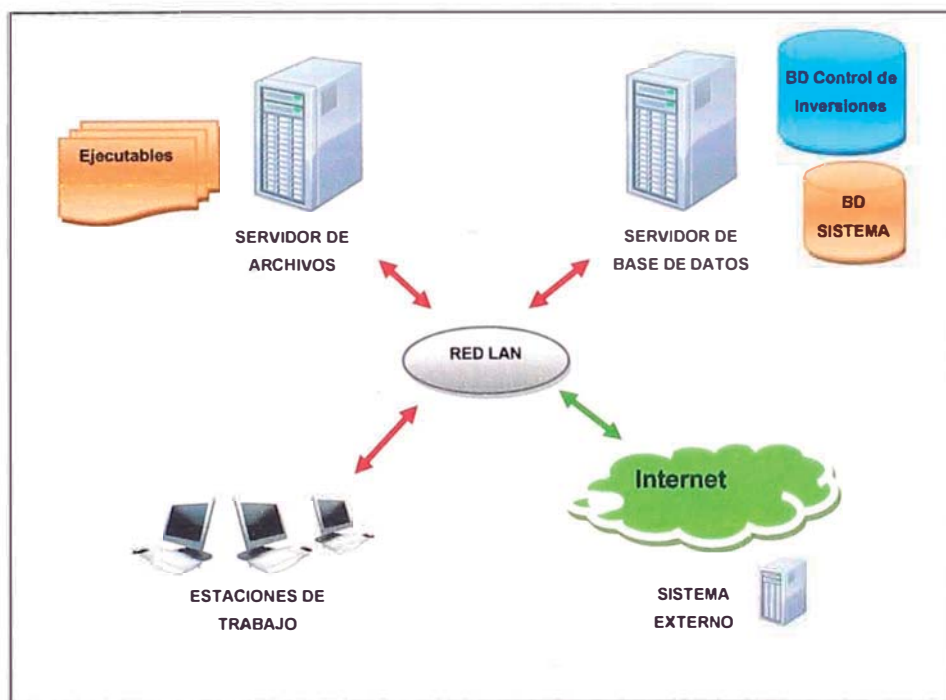 BD Control de
Inversiones
Ejecutables
BD
SISTEMA
SERVIDOR DE
ARCHIVOS
SERVIDOR DE
BASE DE DATOS
RED LAN
Internet
ESTACIONES DE
TRABAJO
SISTEMA
EXTERNO